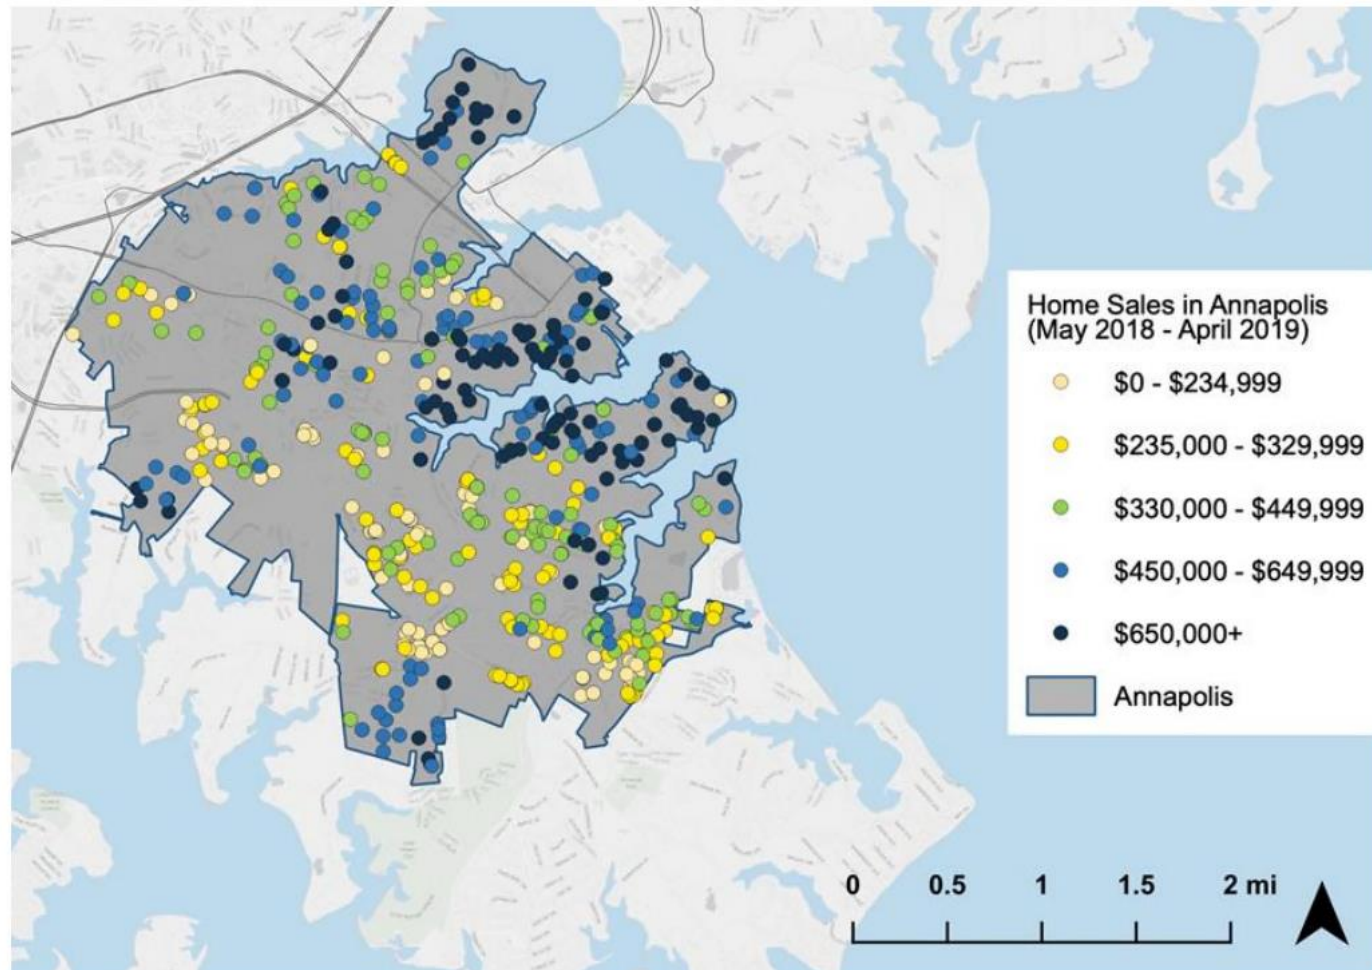 Home Sales in Annapolis
(May 2018 - April 2019)
$0 - $234,999
$235,000 - $329,999
$330,000 - $449,999
$450,000 - $649,999
$650,000+
Annapolis
0 0.5 1 1.5 2 mi